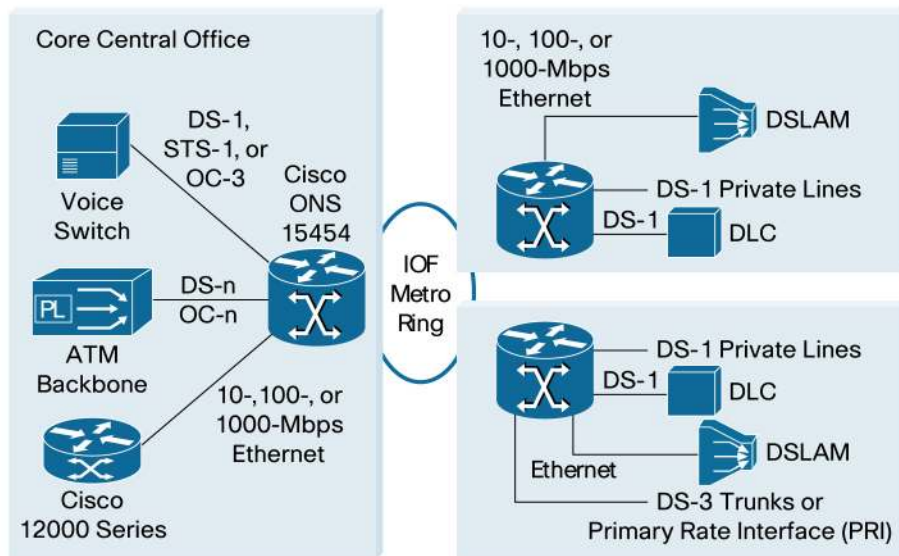 Core Central Office
DS-1,
STS-1, or
OC-3
Voice
Switch
Cisco
ONS
15454
PL
DS-n
OC-n
ATM
Backbone
10-,100-, or
1000-Mbps
Ethernet
Cisco
12000 Series
IOF
Metro
Ring
10-, 100-, or
1000-Mbps
Ethernet
DSLAM
DS-1 Private Lines
DS-1
DLC
DS-1 Private Lines
DS-1
DLC
Ethernet
DSLAM
DS-3 Trunks or
Primary Rate Interface (PRI)